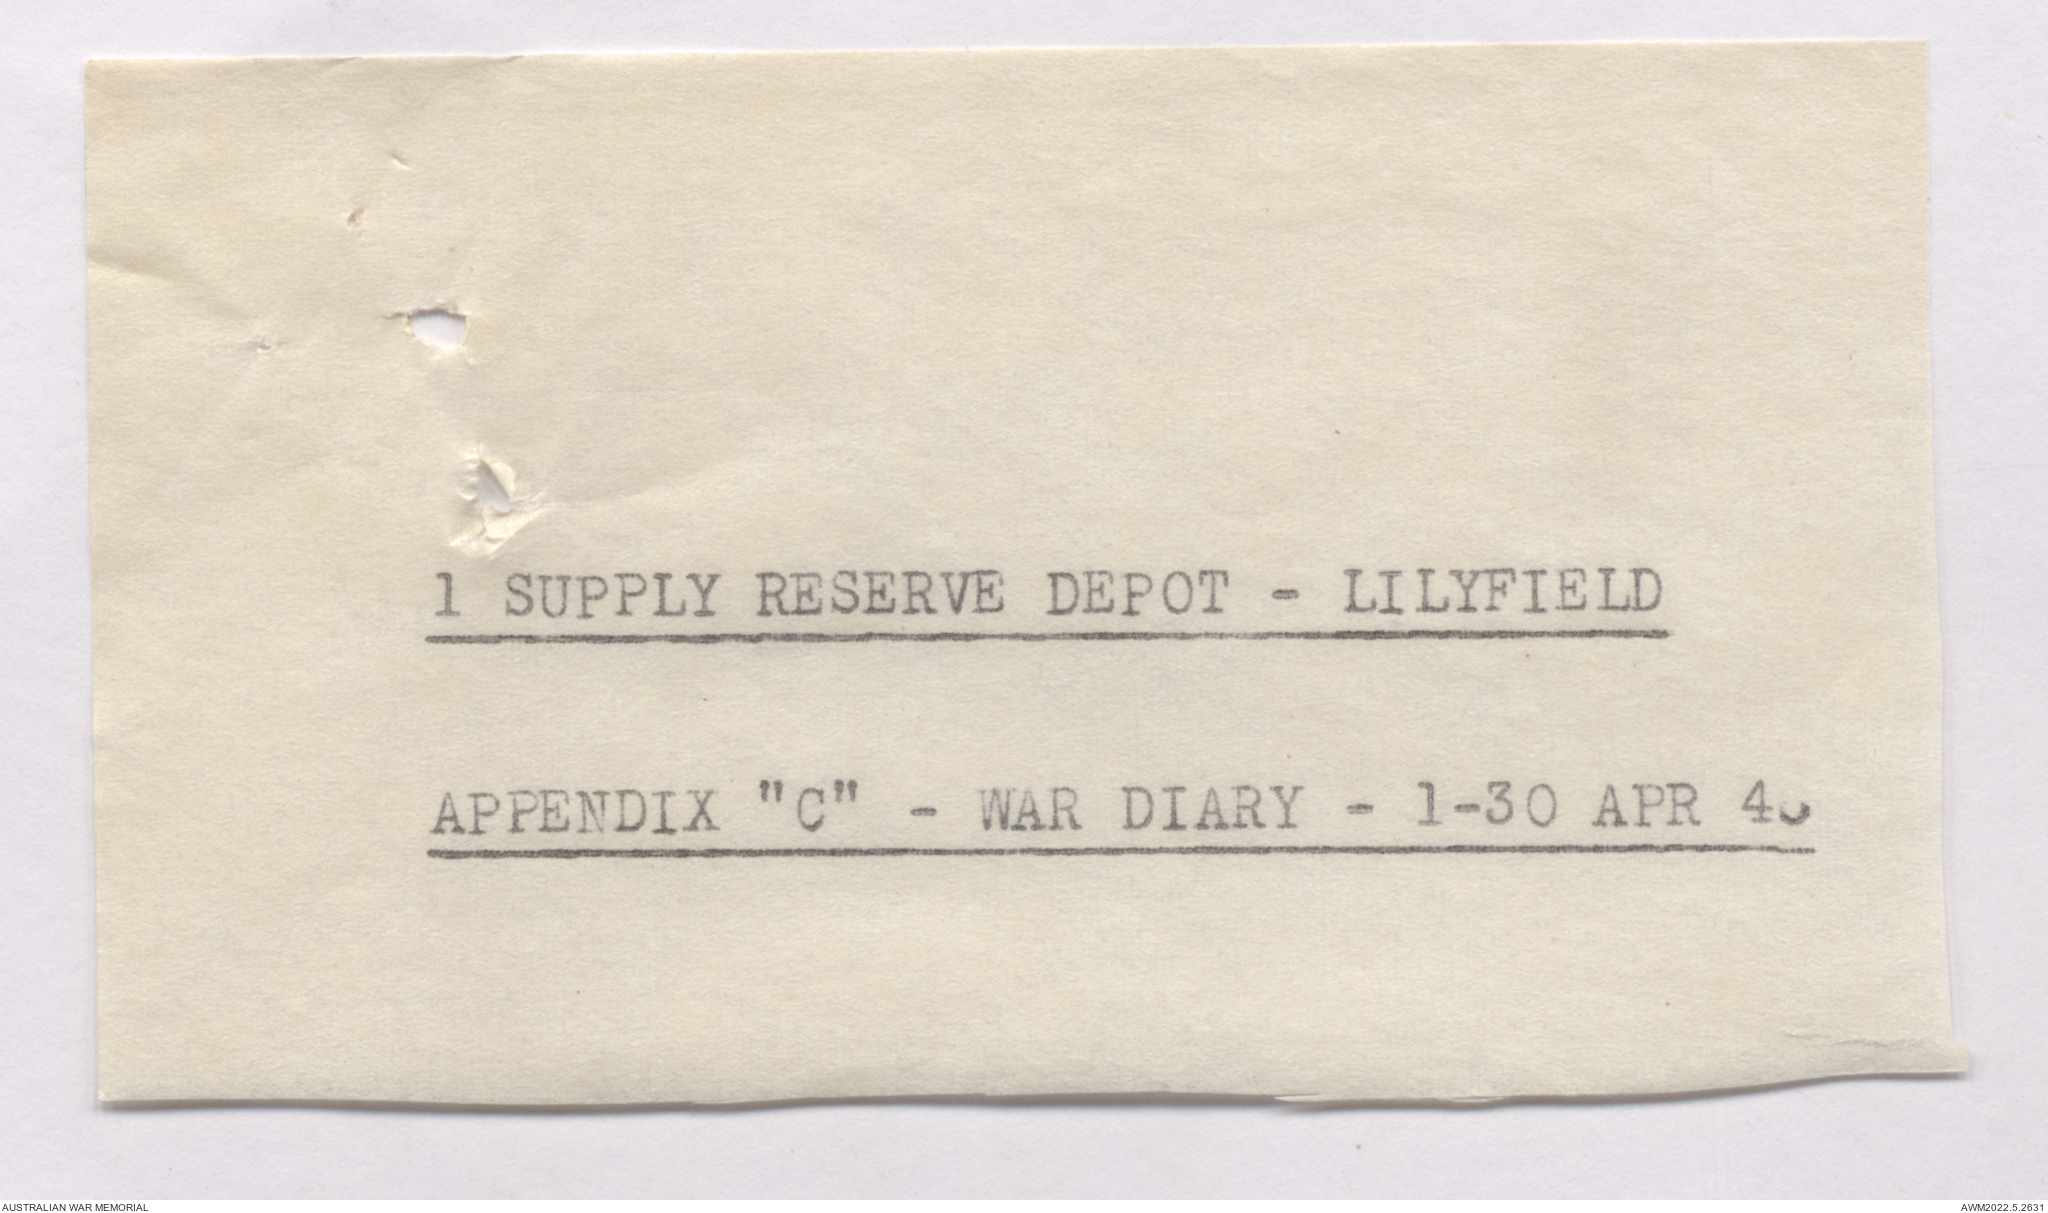 1 SUPPLY RESERVE DEPOT - LILYFIELD
APPENDIX "C" - WAR DIARY - 1-30 APR
AUSTRALIAN WAR MEMORIAL
AWM2022.5.2631